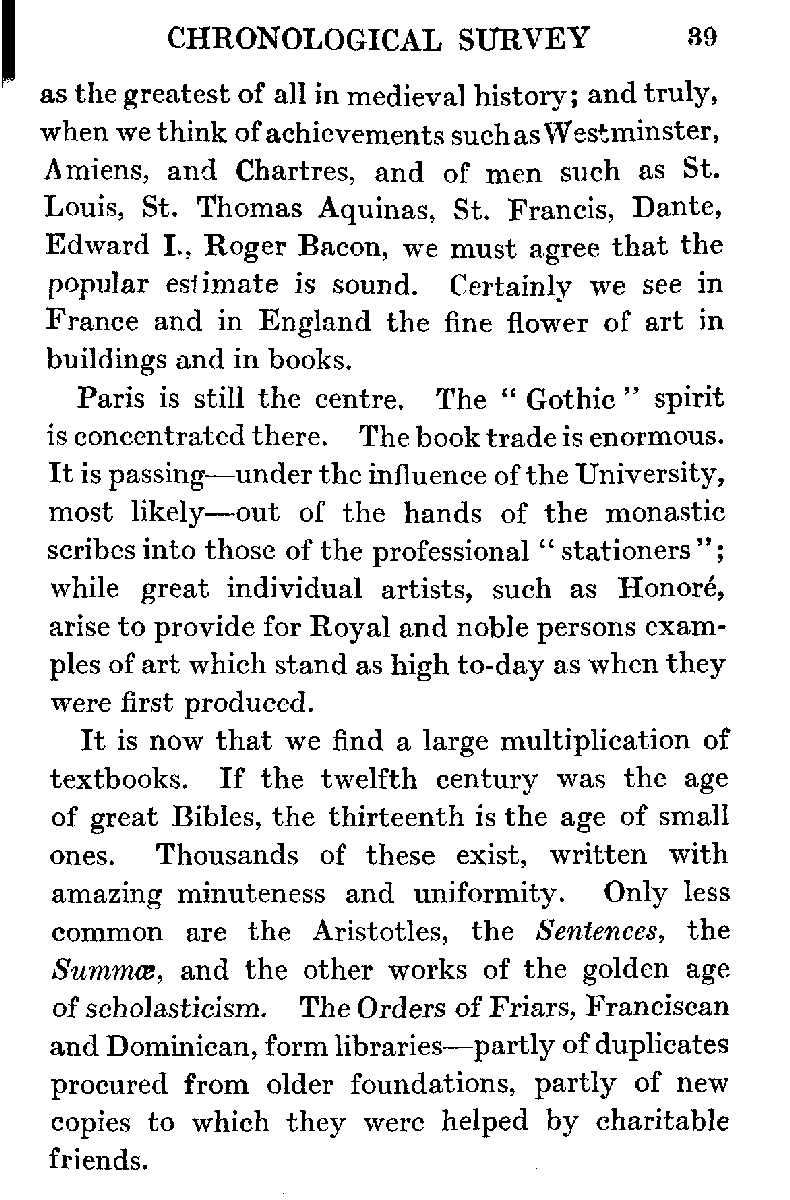 CHRONOLOGICAL SURVEY 39
as the greatest of all in medieval history; and truly,
when we think of achievements such as Westminster,
Amiens, and Chartres, and of men such as St.
Louis, St. Thomas Aquinas, St. Francis, Dante,
Edward I., Roger Bacon, we must agree that the
popular estimate is sound. Certainly we see in
France and in England the fine flower of art in
buildings and in books.
Paris is still the centre. The “ Gothic ” spirit
is concentrated there. The book trade is enormous.
It is passing—under the influence of the University,
most likely—out of the hands of the monastic
scribes into those of the professional “ stationers ”;
while great individual artists, such as Honoré,
arise to provide for Royal and noble persons exam-
ples of art which stand as high to-day as when they
were first produced.
It is now that we find a large multiplication of
textbooks. If the twelfth century was the age
of great Bibles, the thirteenth is the age of small
ones. Thousands of these exist, written with
amazing minuteness and uniformity. Only less
common are the Aristotles, the Sentences, the
Summæ, and the other works of the golden age
of scholasticism. The Orders of Friars, Franciscan
and Dominican, form libraries—partly of duplicates
procured from older foundations, partly of new
copies to which they were helped by charitable
friends.